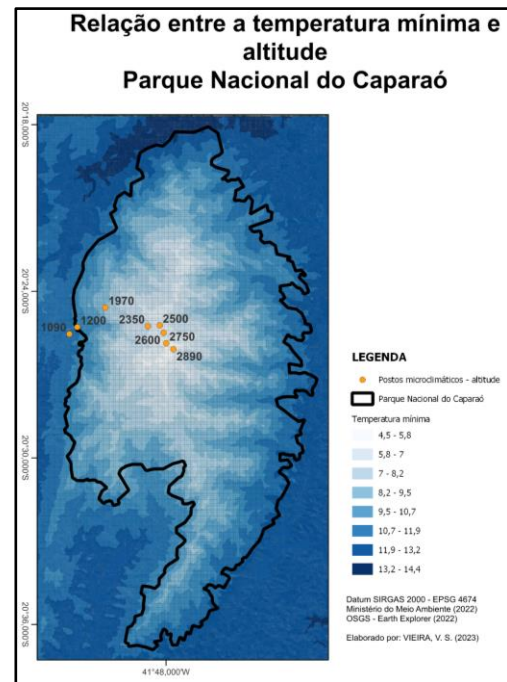 Relação entre a temperatura mínima e
altitude
Parque Nacional do Caparaó
20°18,000'S
20°24,000'S
20°30,000'S
20°36,000'S
1970
1090
1200
2350
2500
2750
2600
2890
41°48,000'W
LEGENDA
Postos microclimáticos - altitude
Parque Nacional do Caparaó
Temperatura mínima
4,5 - 5,8
5,8 - 7
7 - 8,2
8,2 - 9,5
9,5 - 10,7
10,7 - 11,9
11,9 - 13,2
13,2 - 14,4
Datum SIRGAS 2000 - EPSG 4674
Ministério do Meio Ambiente (2022)
OSGS - Earth Explorer (2022)
Elaborado por: VIEIRA, V. S. (2023)